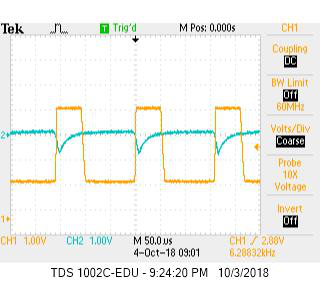 Tek Trig'd M Pos: 0.000s CH1
Coupling
DC
BW Limit
Off
60MHz
2
Volts/Div
Coarse
Probe
10X
Voltage
1
Invert
Off
CH1 1.00V CH2 1.00V M 50.0µs CH1 / 2.88V
4-Oct-18 09:01 6.28832kHz
TDS 1002C-EDU - 9:24:20 PM 10/3/2018